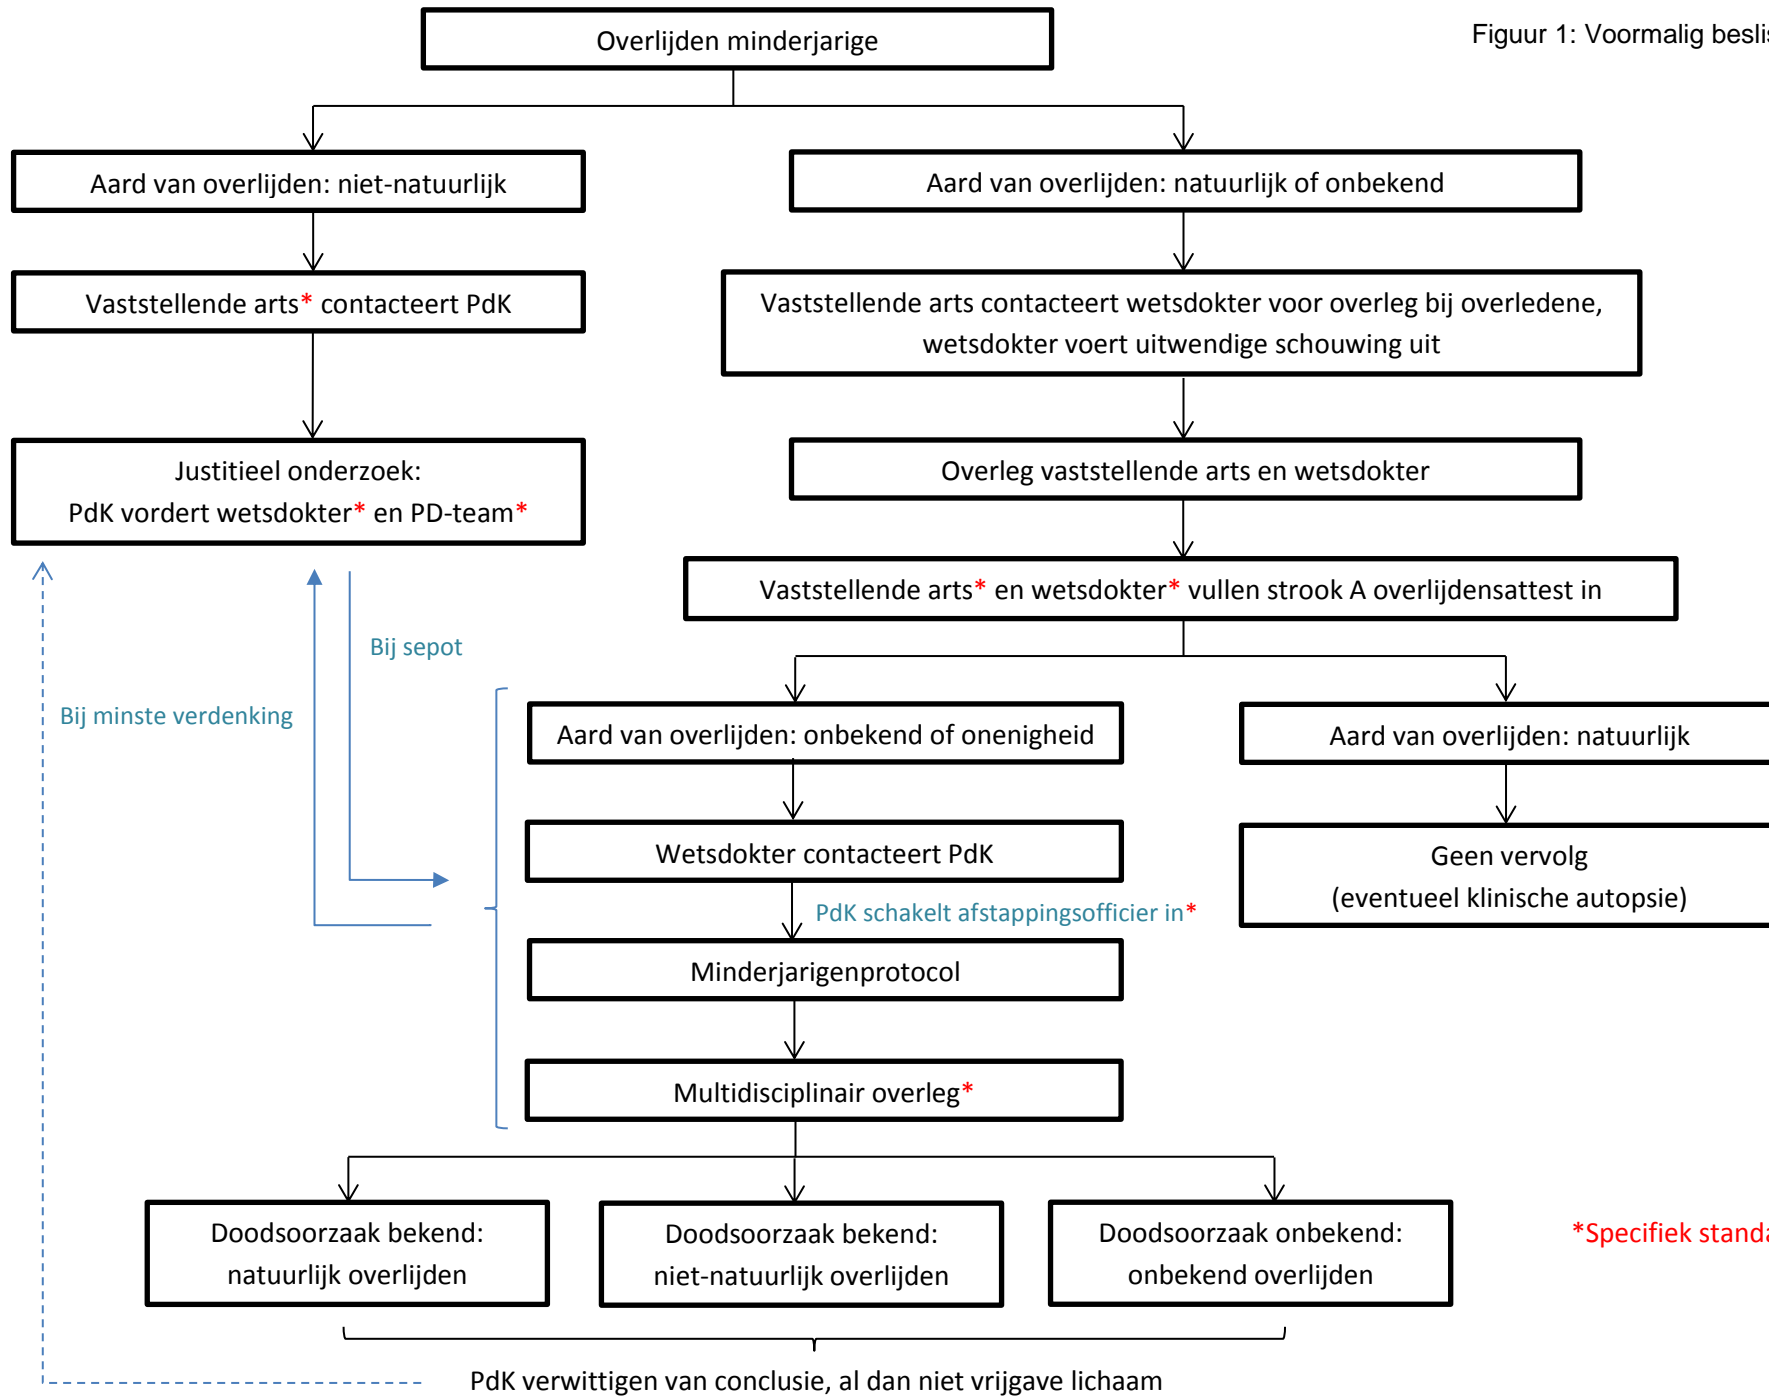 Overlijden minderjarige
Figuur 1: Voormalig
Aard van overlijden: niet-natuurlijk
Aard van overlijden: natuurlijk of onbekend
Vaststellende arts* contacteert PdK
Vaststellende arts contacteert wetsdokter voor overleg bij overledene,
wetsdokter voert uitwendige schouwing uit
Justitieel onderzoek:
PdK vordert wetsdokter* en PD-team*
Overleg vaststellende arts en wetsdokter
Vaststellende arts* en wetsdokter* vullen strook A overlijdensattest in
Bij sepot
Bij minste verdenking
Aard van overlijden: onbekend of onenigheid
Aard van overlijden: natuurlijk
Wetsdokter contacteert PdK
Geen vervolg
(eventueel klinische autopsie)
PdK schakelt afstappingsofficier in*
Minderjarigenprotocol
Multidisciplinair overleg*
Doodsoorzaak bekend:
natuurlijk overlijden
Doodsoorzaak bekend:
niet-natuurlijk overlijden
Doodsoorzaak onbekend:
onbekend overlijden
*Specifiek
PdK verwittigen van conclusie, al dan niet vrijgave lichaam